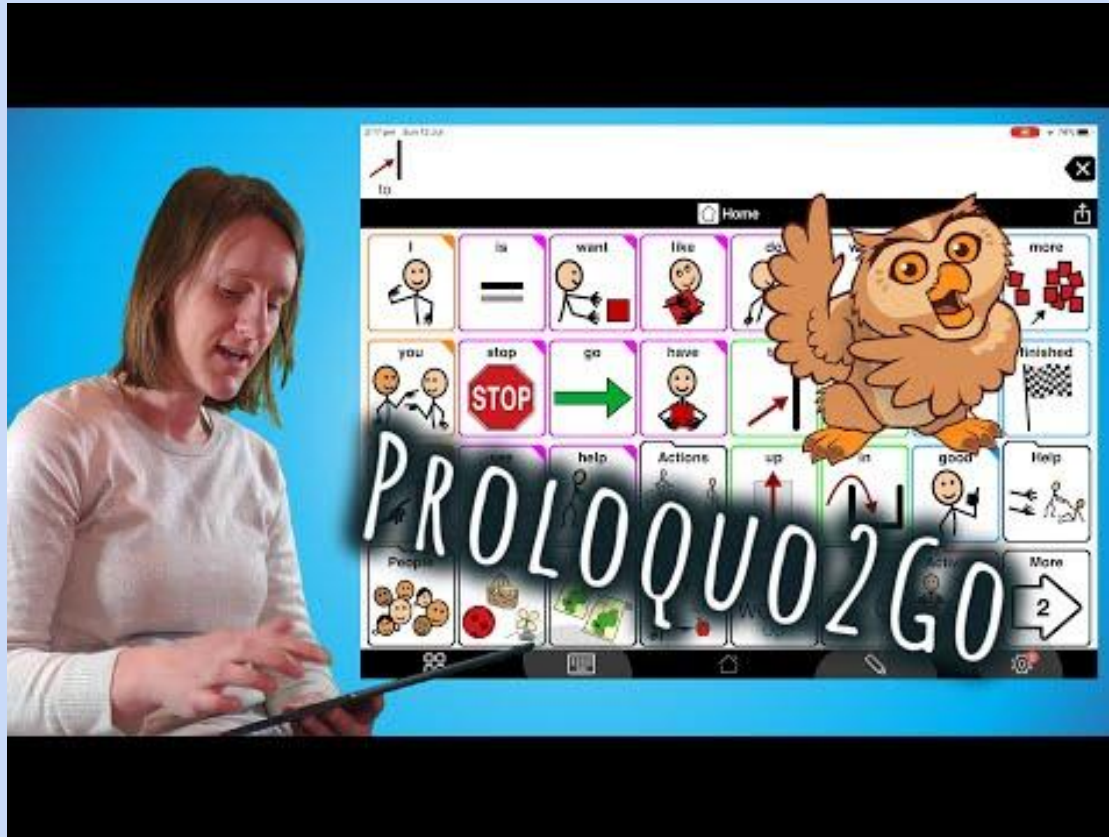 to
Home
I is want like do more
you stop go have finished
STOP
help Actions up in good Help
People More
2
PROLOQUO2GO